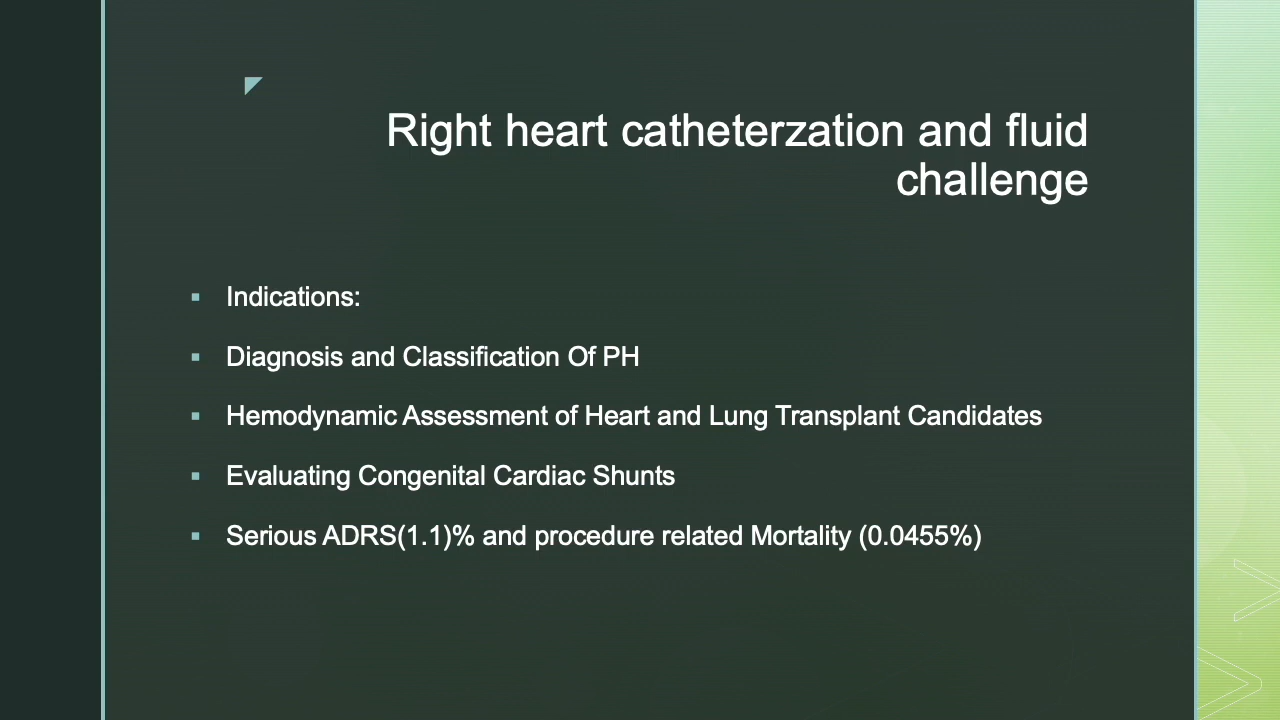 Right heart catheterzation and fluid
challenge
Indications:
Diagnosis and Classification Of PH
Hemodynamic Assessment of Heart and Lung Transplant Candidates
Evaluating Congenital Cardiac Shunts
Serious ADRS(1.1)% and procedure related Mortality (0.0455%)